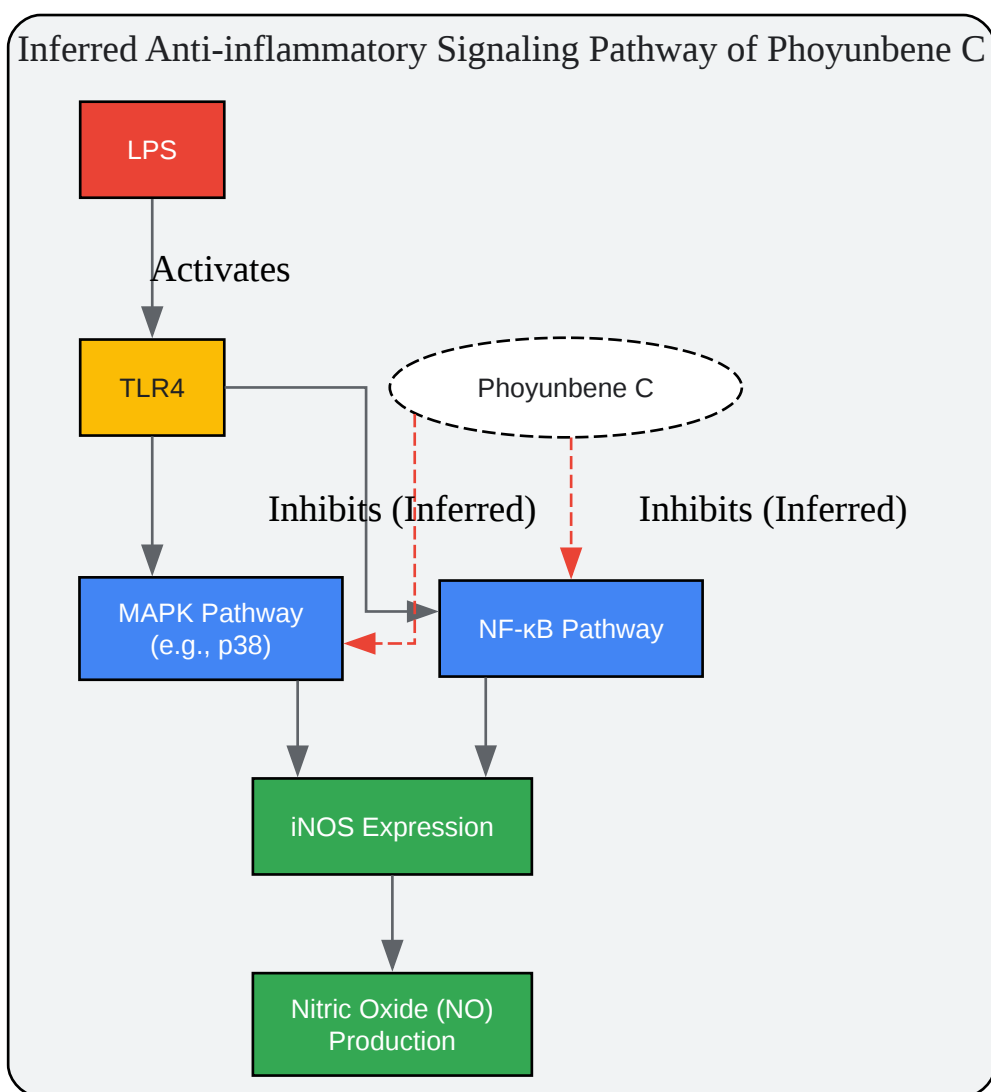 Inferred Anti-inflammatory Signaling Pathway of Phoyunbene C
LPS
Activates
TLR4
Phoyunbene C
Inhibits (Inferred)
Inhibits (Inferred)
MAPK Pathway
(e.g., p38)
NF-κB Pathway
iNOS Expression
Nitric Oxide (NO)
Production